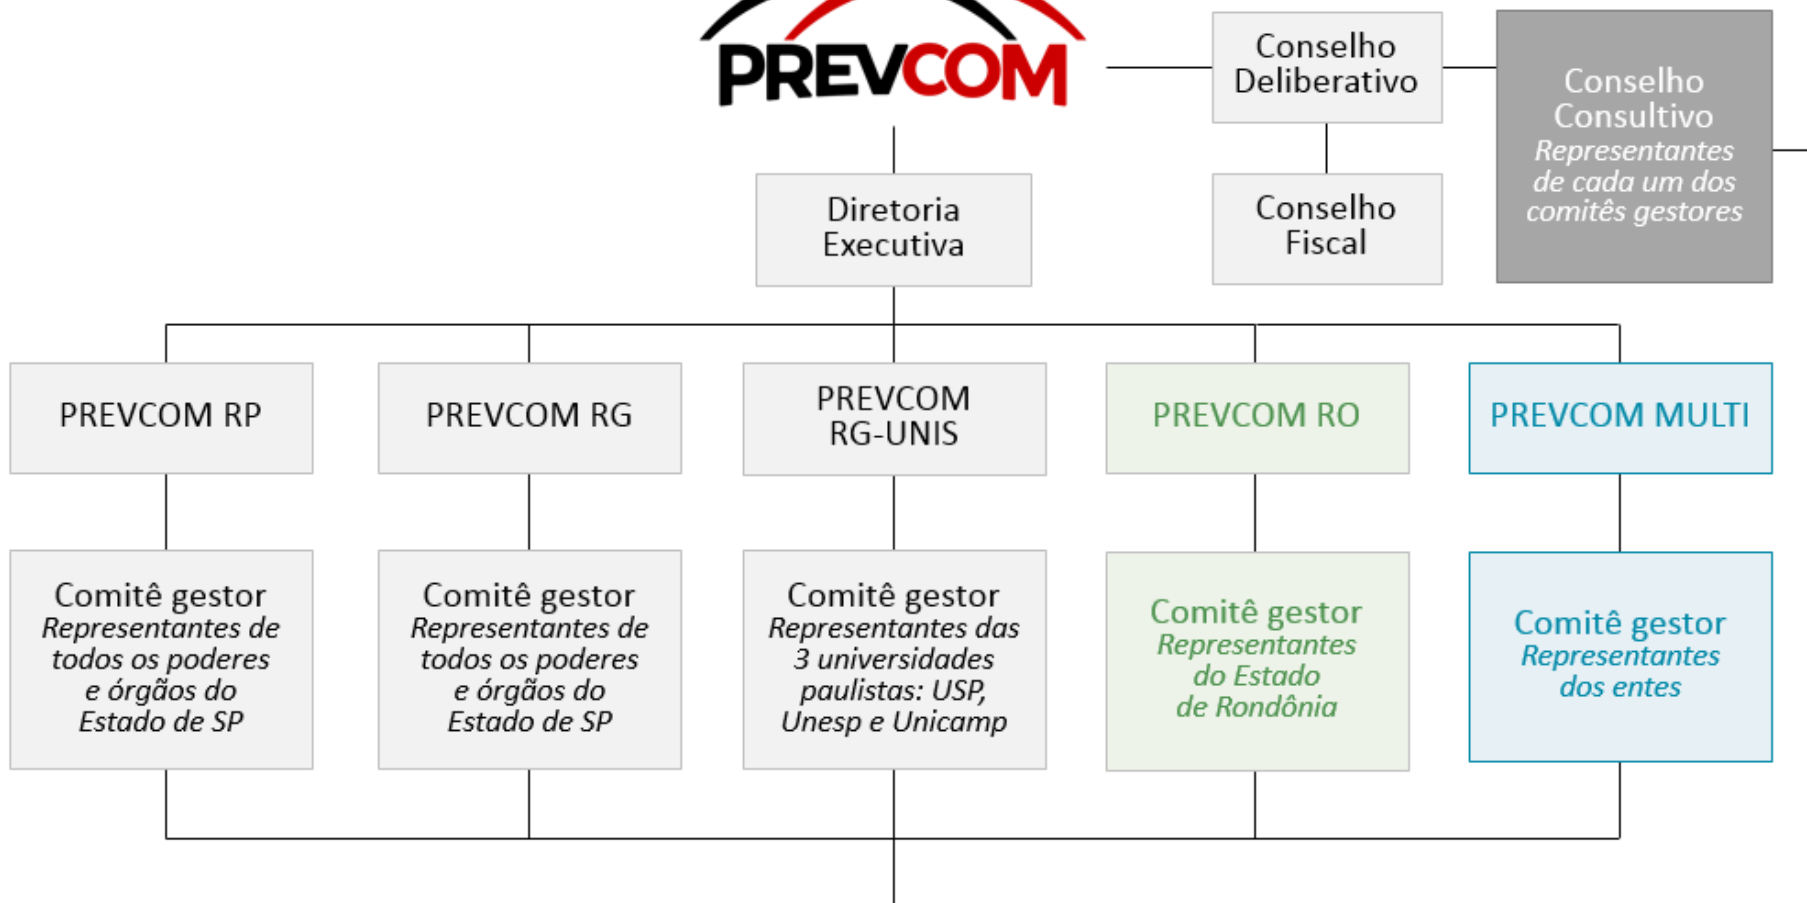 PREVCOM
Conselho
Deliberativo
Conselho
Consultivo
Representantes
de cada um dos
comitês gestores
Diretoria
Executiva
Conselho
Fiscal
PREVCOM RP
PREVCOM RG
PREVCOM
RG-UNIS
PREVCOM RO
PREVCOM MULTI
Comitê gestor
Representantes de
todos os poderes
e órgãos do
Estado de SP
Comitê gestor
Representantes de
todos os poderes
e órgãos do
Estado de SP
Comitê gestor
Representantes das
3 universidades
paulistas: USP,
Unesp e Unicamp
Comitê gestor
Representantes
do Estado
de Rondônia
Comitê gestor
Representantes
dos entes